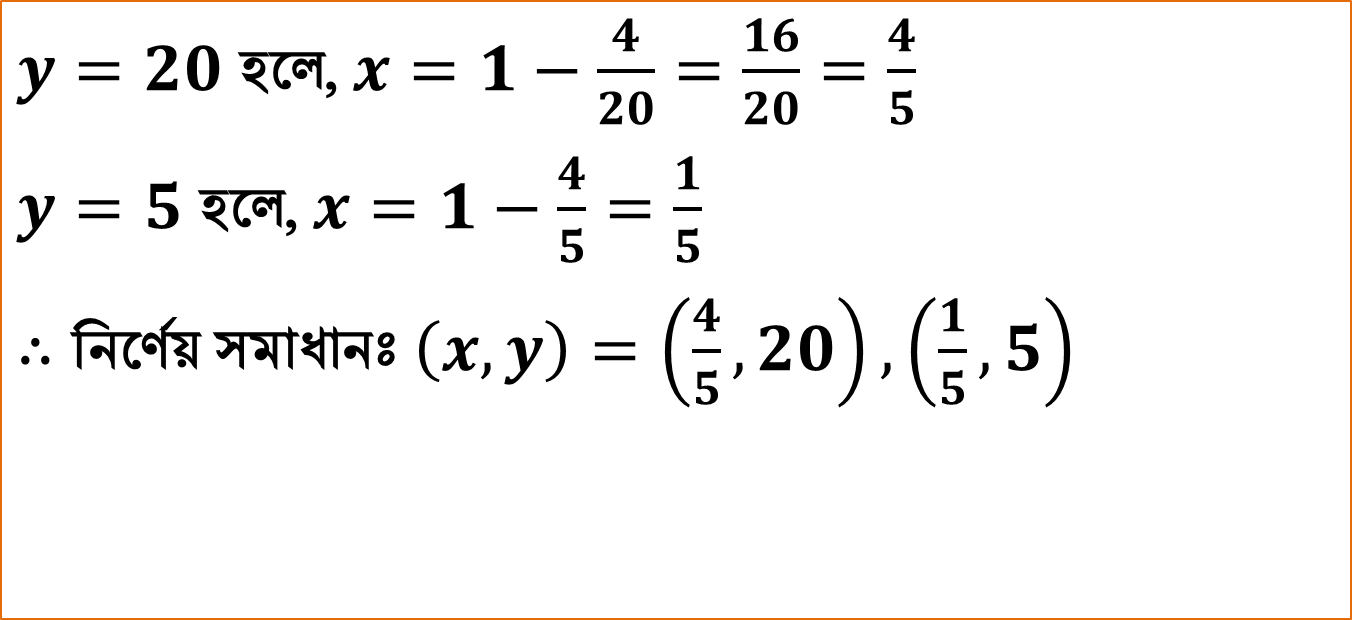 y = 20 হলে, x = 1 − 4/20 = 16/20 = 4/5
y = 5 হলে, x = 1 − 4/5 = 1/5
∴ নির্ণেয় সমাধানঃ (x, y) = (4/5, 20), (1/5, 5)